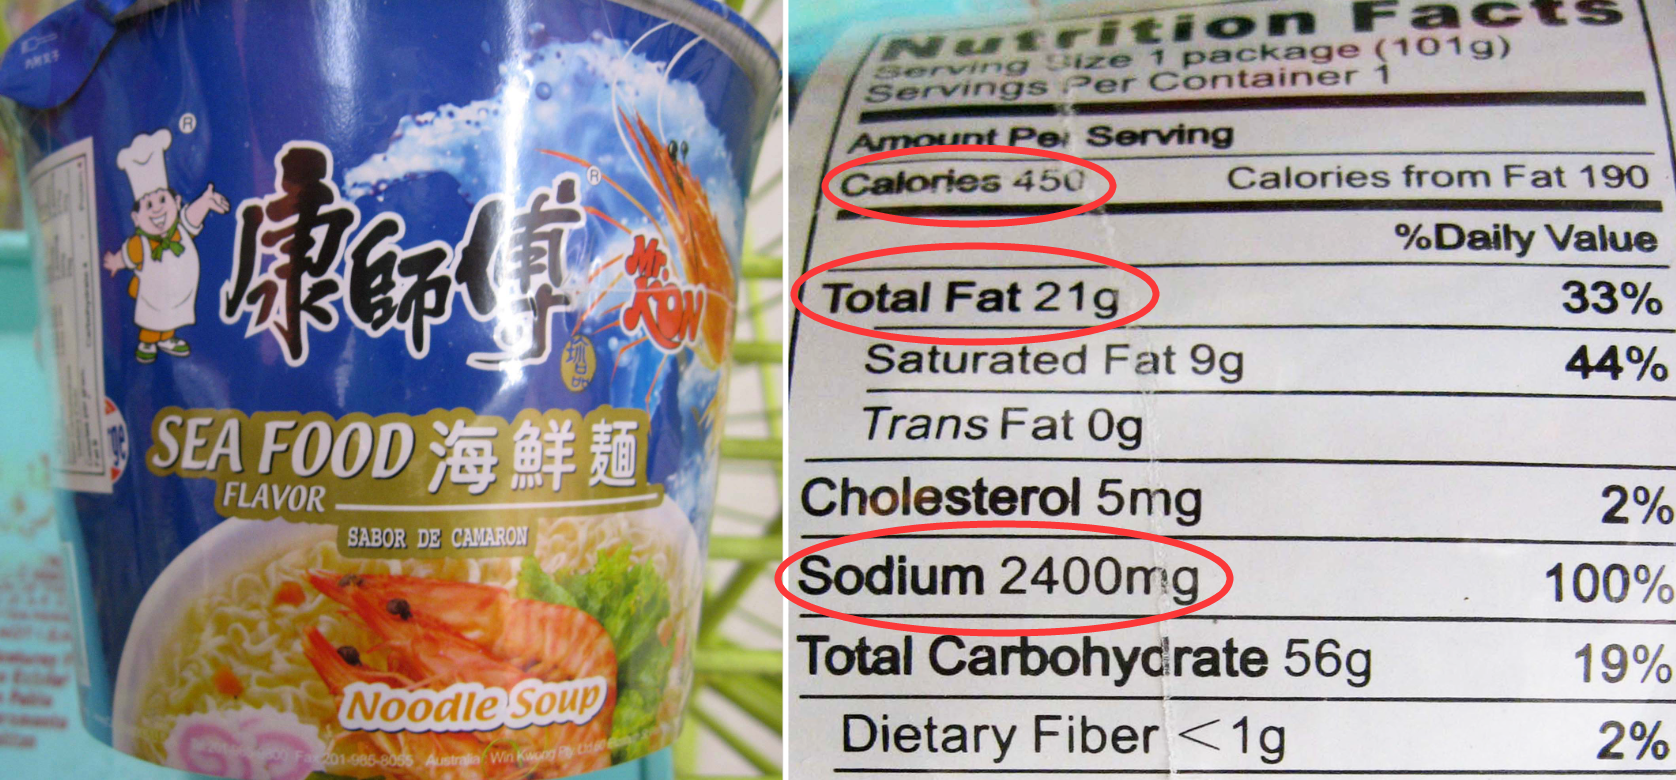 康師傅
Mr.
KON
珍品
SEA FOOD 海鮮麵
FLAVOR
SABOR DE CAMARON
Noodle Soup
Nutrition Facts
Serving Size 1 package (101g)
Servings Per Container 1
Amount Per Serving
Calories 450 Calories from Fat 190
%Daily Value
Total Fat 21g 33%
Saturated Fat 9g 44%
Trans Fat 0g
Cholesterol 5mg 2%
Sodium 2400mg 100%
Total Carbohydrate 56g 19%
Dietary Fiber <1g 2%